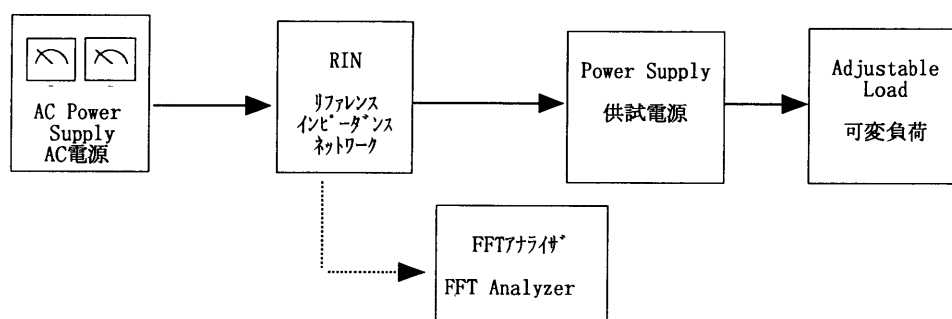 AC Power
Supply
AC電源
RIN
リファレンス
インピーダンス
ネットワーク
Power Supply
供試電源
Adjustable
Load
可変負荷
FFTアナライザ
FFT Analyzer